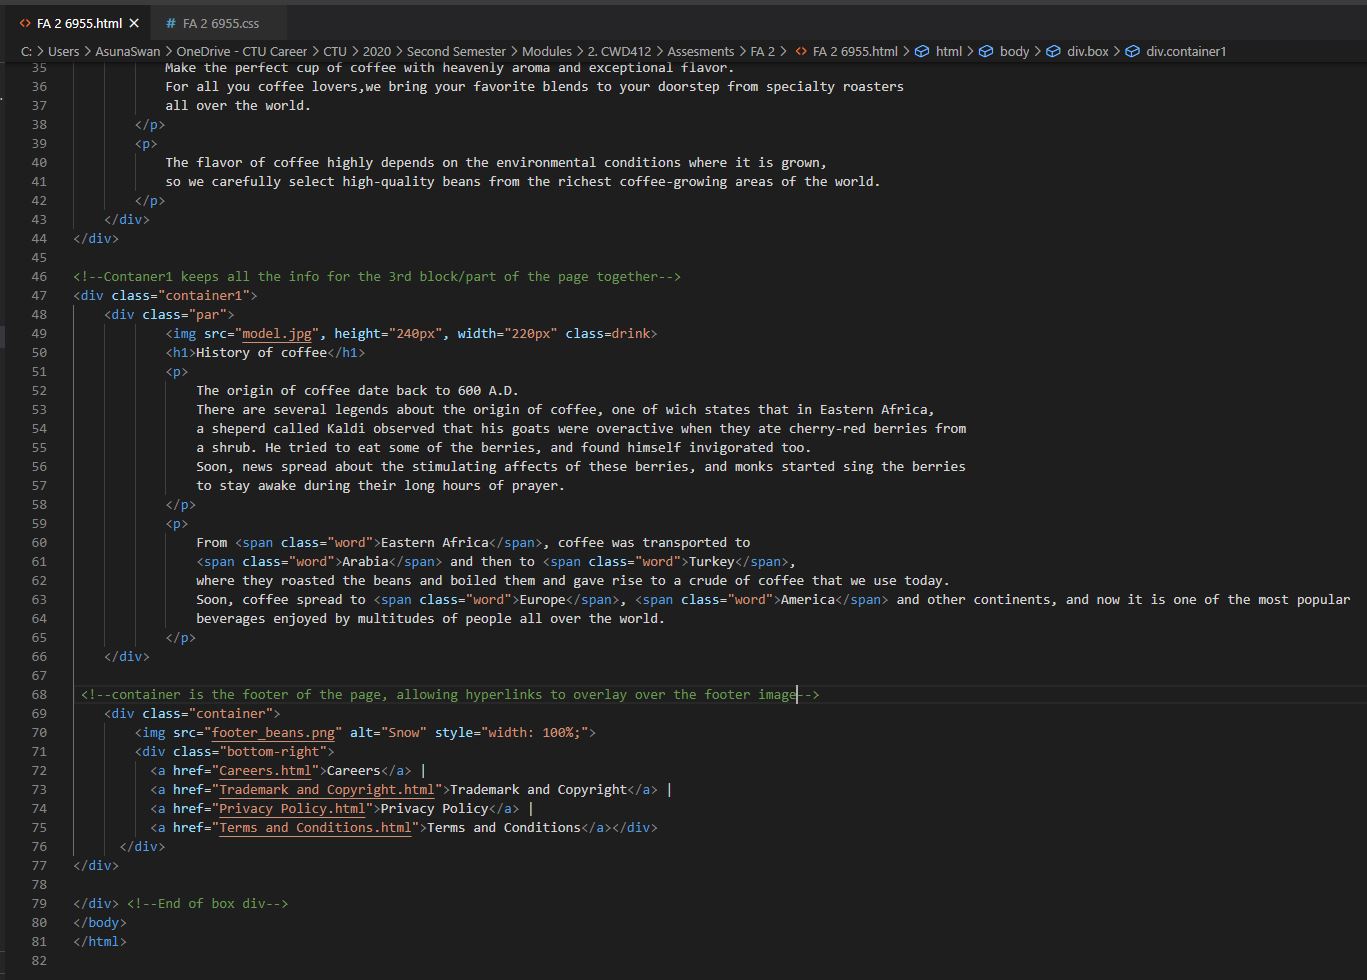 FA 2 6955.html
# FA 2 6955.css
C: > Users > AsunaSwan > OneDrive - CTU Career > CTU > 2020 > Second Semester > Modules > 2. CWD412 > Assesments > FA 2 > FA 2 6955.html > html > body > div.box > div.container1
35 Make the perfect cup of coffee with heavenly aroma and exceptional flavor.
36 For all you coffee lovers,we bring your favorite blends to your doorstep from specialty roasters
37 all over the world.
38 </p>
39 <p>
40 The flavor of coffee highly depends on the environmental conditions where it is grown,
41 so we carefully select high-quality beans from the richest coffee-growing areas of the world.
42 </p>
43 </div>
44 </div>
45
46 <!--Contaner1 keeps all the info for the 3rd block/part of the page together-->
47 <div class="container1">
48 <div class="par">
49 <img src="model.jpg", height="240px", width="220px" class=drink>
50 <h1>History of coffee</h1>
51 <p>
52 The origin of coffee date back to 600 A.D.
53 There are several legends about the origin of coffee, one of wich states that in Eastern Africa,
54 a sheperd called Kaldi observed that his goats were overactive when they ate cherry-red berries from
55 a shrub. He tried to eat some of the berries, and found himself invigorated too.
56 Soon, news spread about the stimulating affects of these berries, and monks started sing the berries
57 to stay awake during their long hours of prayer.
58 </p>
59 <p>
60 From <span class="word">Eastern Africa</span>, coffee was transported to
61 <span class="word">Arabia</span> and then to <span class="word">Turkey</span>,
62 where they roasted the beans and boiled them and gave rise to a crude of coffee that we use today.
63 Soon, coffee spread to <span class="word">Europe</span>, <span class="word">America</span> and other continents, and now it is one of the most popular
64 beverages enjoyed by multitudes of people all over the world.
65 </p>
66 </div>
67
68 <!--container is the footer of the page, allowing hyperlinks to overlay over the footer image-->
69 <div class="container">
70 <img src="footer_beans.png" alt="Snow" style="width: 100%;">
71 <div class="bottom-right">
72 <a href="Careers.html">Careers</a> |
73 <a href="Trademark and Copyright.html">Trademark and Copyright</a> |
74 <a href="Privacy Policy.html">Privacy Policy</a> |
75 <a href="Terms and Conditions.html">Terms and Conditions</a></div>
76 </div>
77 </div>
78
79 </div> <!--End of box div-->
80 </body>
81 </html>
82